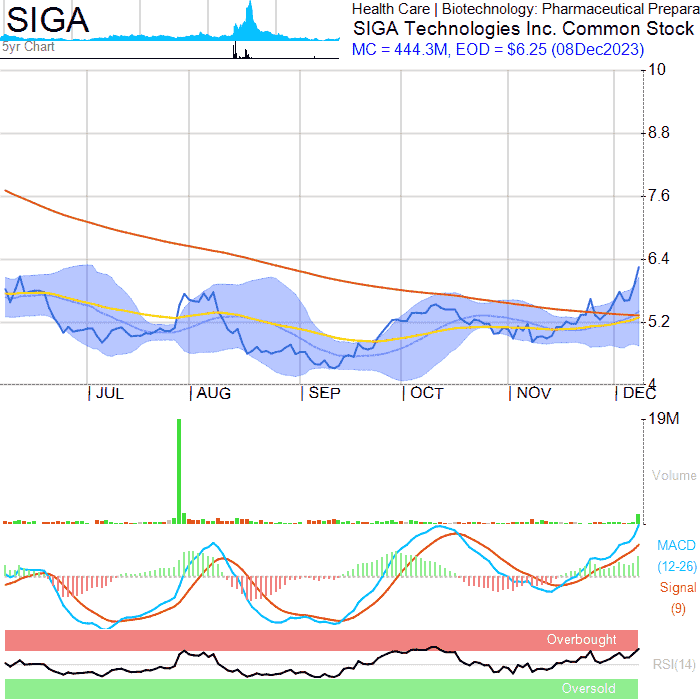 SIGA
5yr Chart
Health Care | Biotechnology: Pharmaceutical Prepara
SIGA Technologies Inc. Common Stock
MC = 444.3M, EOD = $6.25 (08Dec2023)
10
8.8
7.6
6.4
5.2
4
JUL AUG SEP OCT NOV DEC
19M
Volume
MACD
(12-26)
Signal
(9)
Overbought
RSI(14)
Oversold